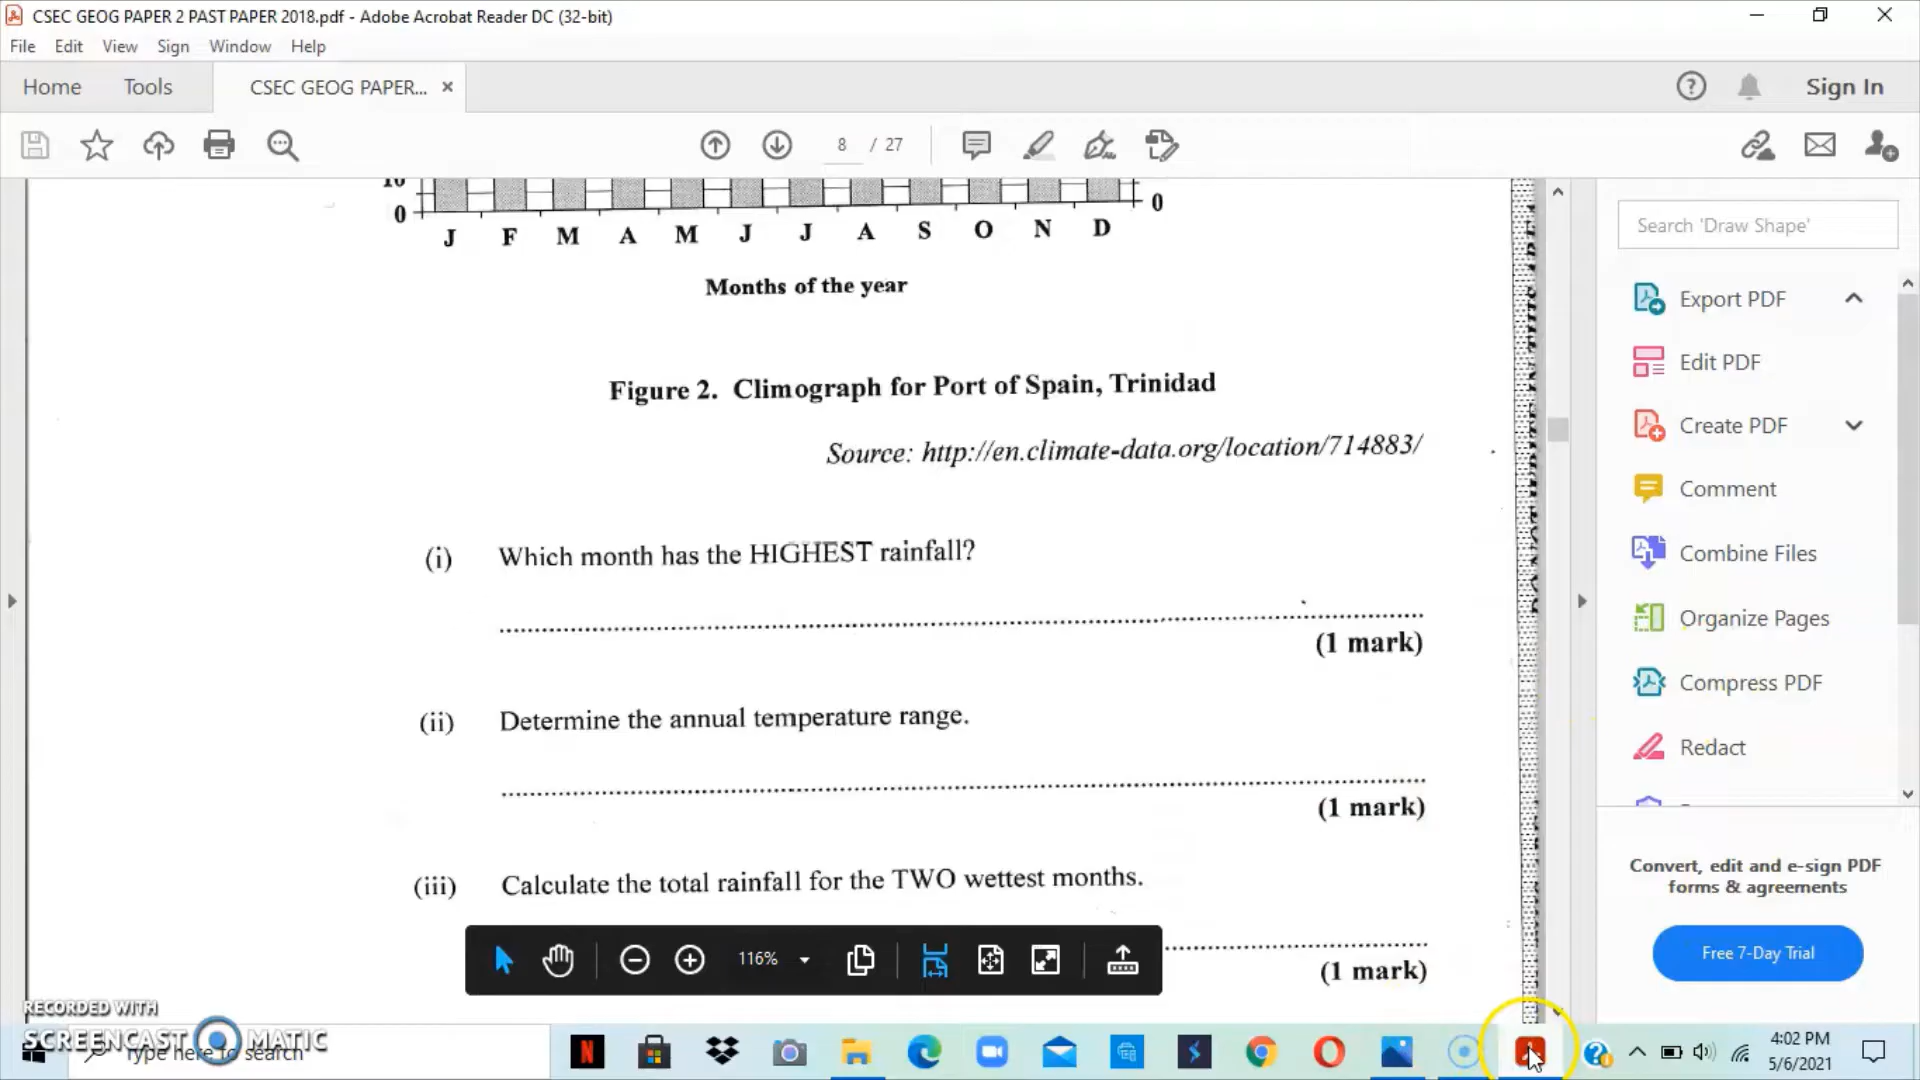 CSEC GEOG PAPER 2 PAST PAPER 2018.pdf - Adobe Acrobat Reader DC (32-bit)
File Edit View Sign Window Help
Home Tools CSEC GEOG PAPER... × Sign In
8 / 27
10
0 0
J F M A M J J A S O N D
Months of the year
Figure 2. Climograph for Port of Spain, Trinidad
Source: http://en.climate-data.org/location/714883/
(i) Which month has the HIGHEST rainfall?
(1 mark)
(ii) Determine the annual temperature range.
(1 mark)
(iii) Calculate the total rainfall for the TWO wettest months.
(1 mark)
116%
Search 'Draw Shape'
Export PDF
Edit PDF
Create PDF
Comment
Combine Files
Organize Pages
Compress PDF
Redact
Convert, edit and e-sign PDF
forms & agreements
Free 7-Day Trial
RECORDED WITH
SCREENCAST MATIC
Type here to search
4:02 PM
5/6/2021